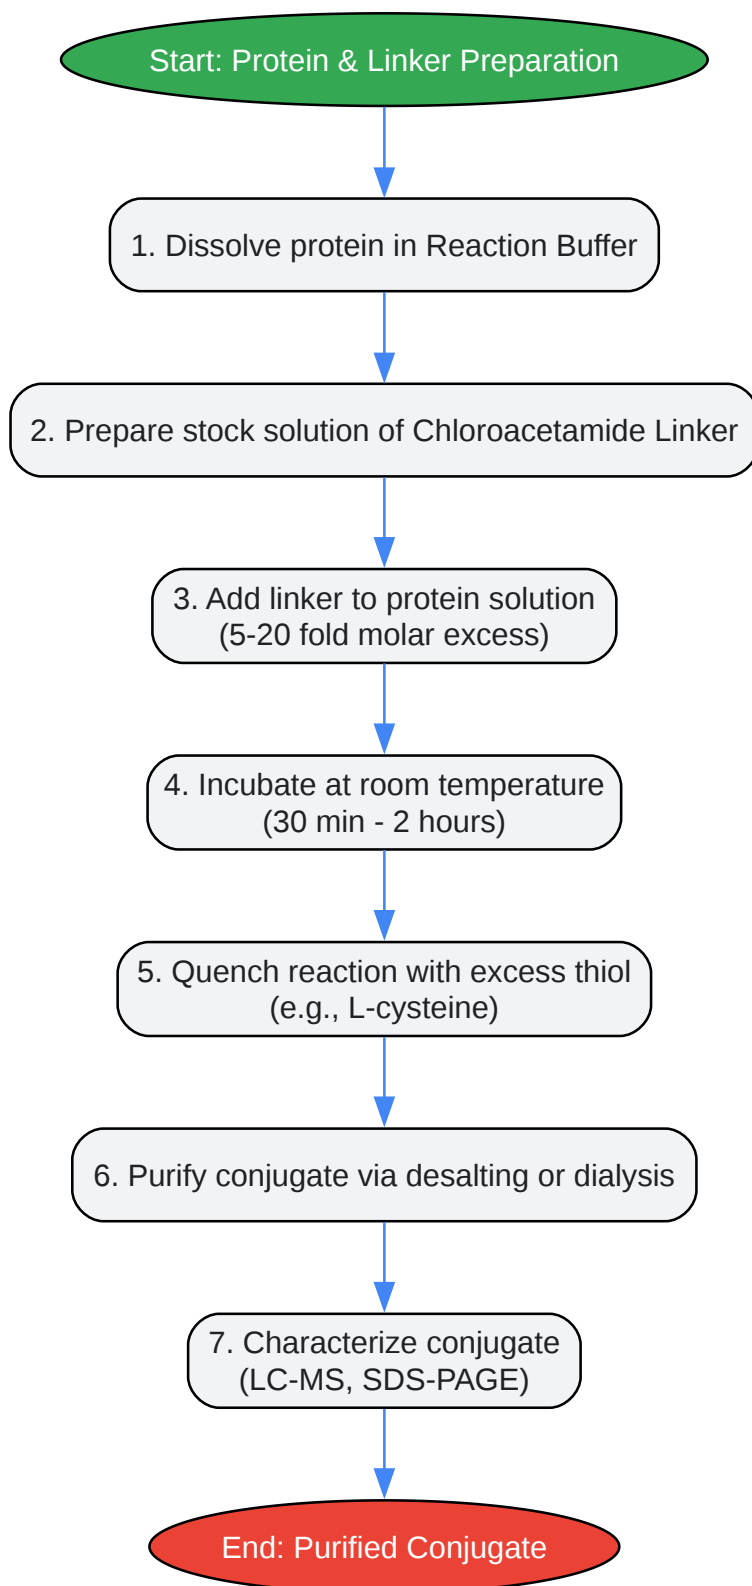 Start: Protein & Linker Preparation
1. Dissolve protein in Reaction Buffer
2. Prepare stock solution of Chloroacetamide Linker
3. Add linker to protein solution
(5-20 fold molar excess)
4. Incubate at room temperature
(30 min - 2 hours)
5. Quench reaction with excess thiol
(e.g., L-cysteine)
6. Purify conjugate via desalting or dialysis
7. Characterize conjugate
(LC-MS, SDS-PAGE)
End: Purified Conjugate